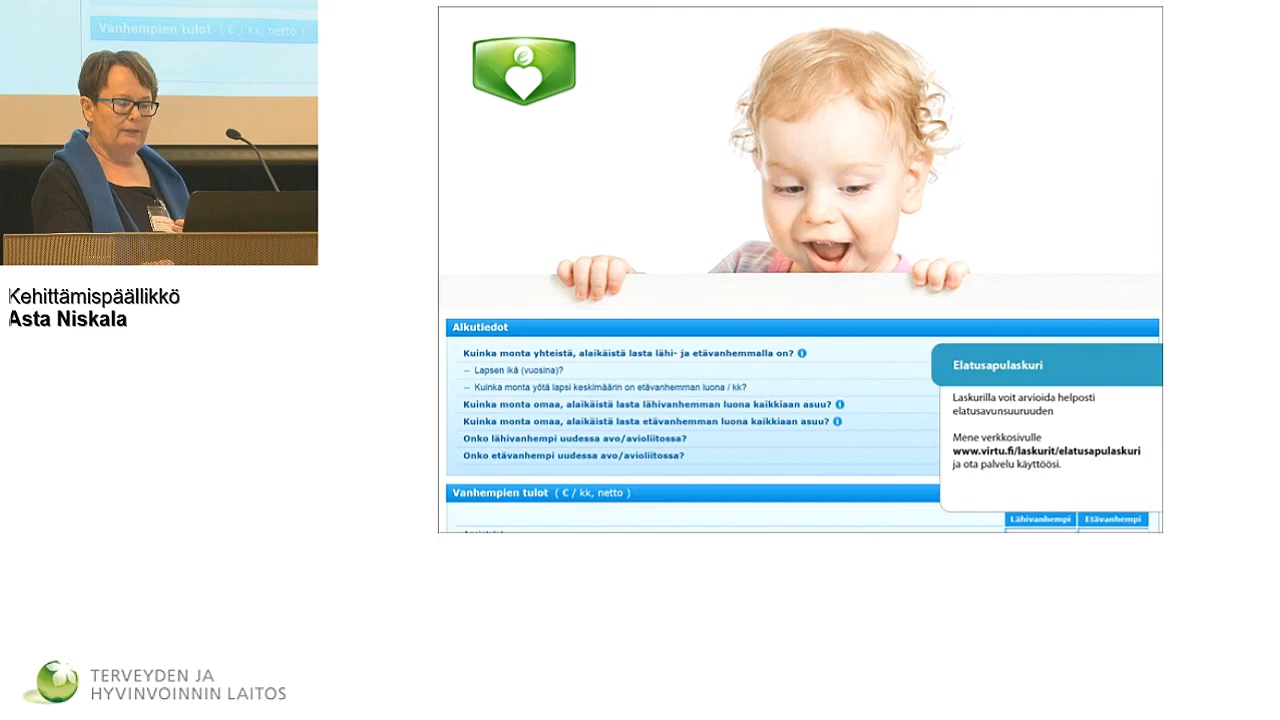 Vanhempien tulot ( € / kk, netto )
Kehittämispäällikkö
Asta Niskala
e
Alkutiedot
Kuinka monta yhteistä, alaikäistä lasta lähi- ja etävanhemmalla on? i
— Lapsen ikä (vuosina)?
— Kuinka monta yötä lapsi keskimäärin on etävanhemman luona / kk?
Kuinka monta omaa, alaikäistä lasta lähivanhemman luona kaikkiaan asuu? i
Kuinka monta omaa, alaikäistä lasta etävanhemman luona kaikkiaan asuu? i
Onko lähivanhempi uudessa avo/avioliitossa?
Onko etävanhempi uudessa avo/avioliitossa?
Elatusapulaskuri
Laskurilla voit arvioida helposti
elatusavunsuuruuden
Mene verkkosivulle
www.virtu.fi/laskurit/elatusapulaskuri
ja ota palvelu käyttöösi.
Vanhempien tulot ( € / kk, netto )
Lähivanhempi Etävanhempi
TERVEYDEN JA
HYVINVOINNIN LAITOS